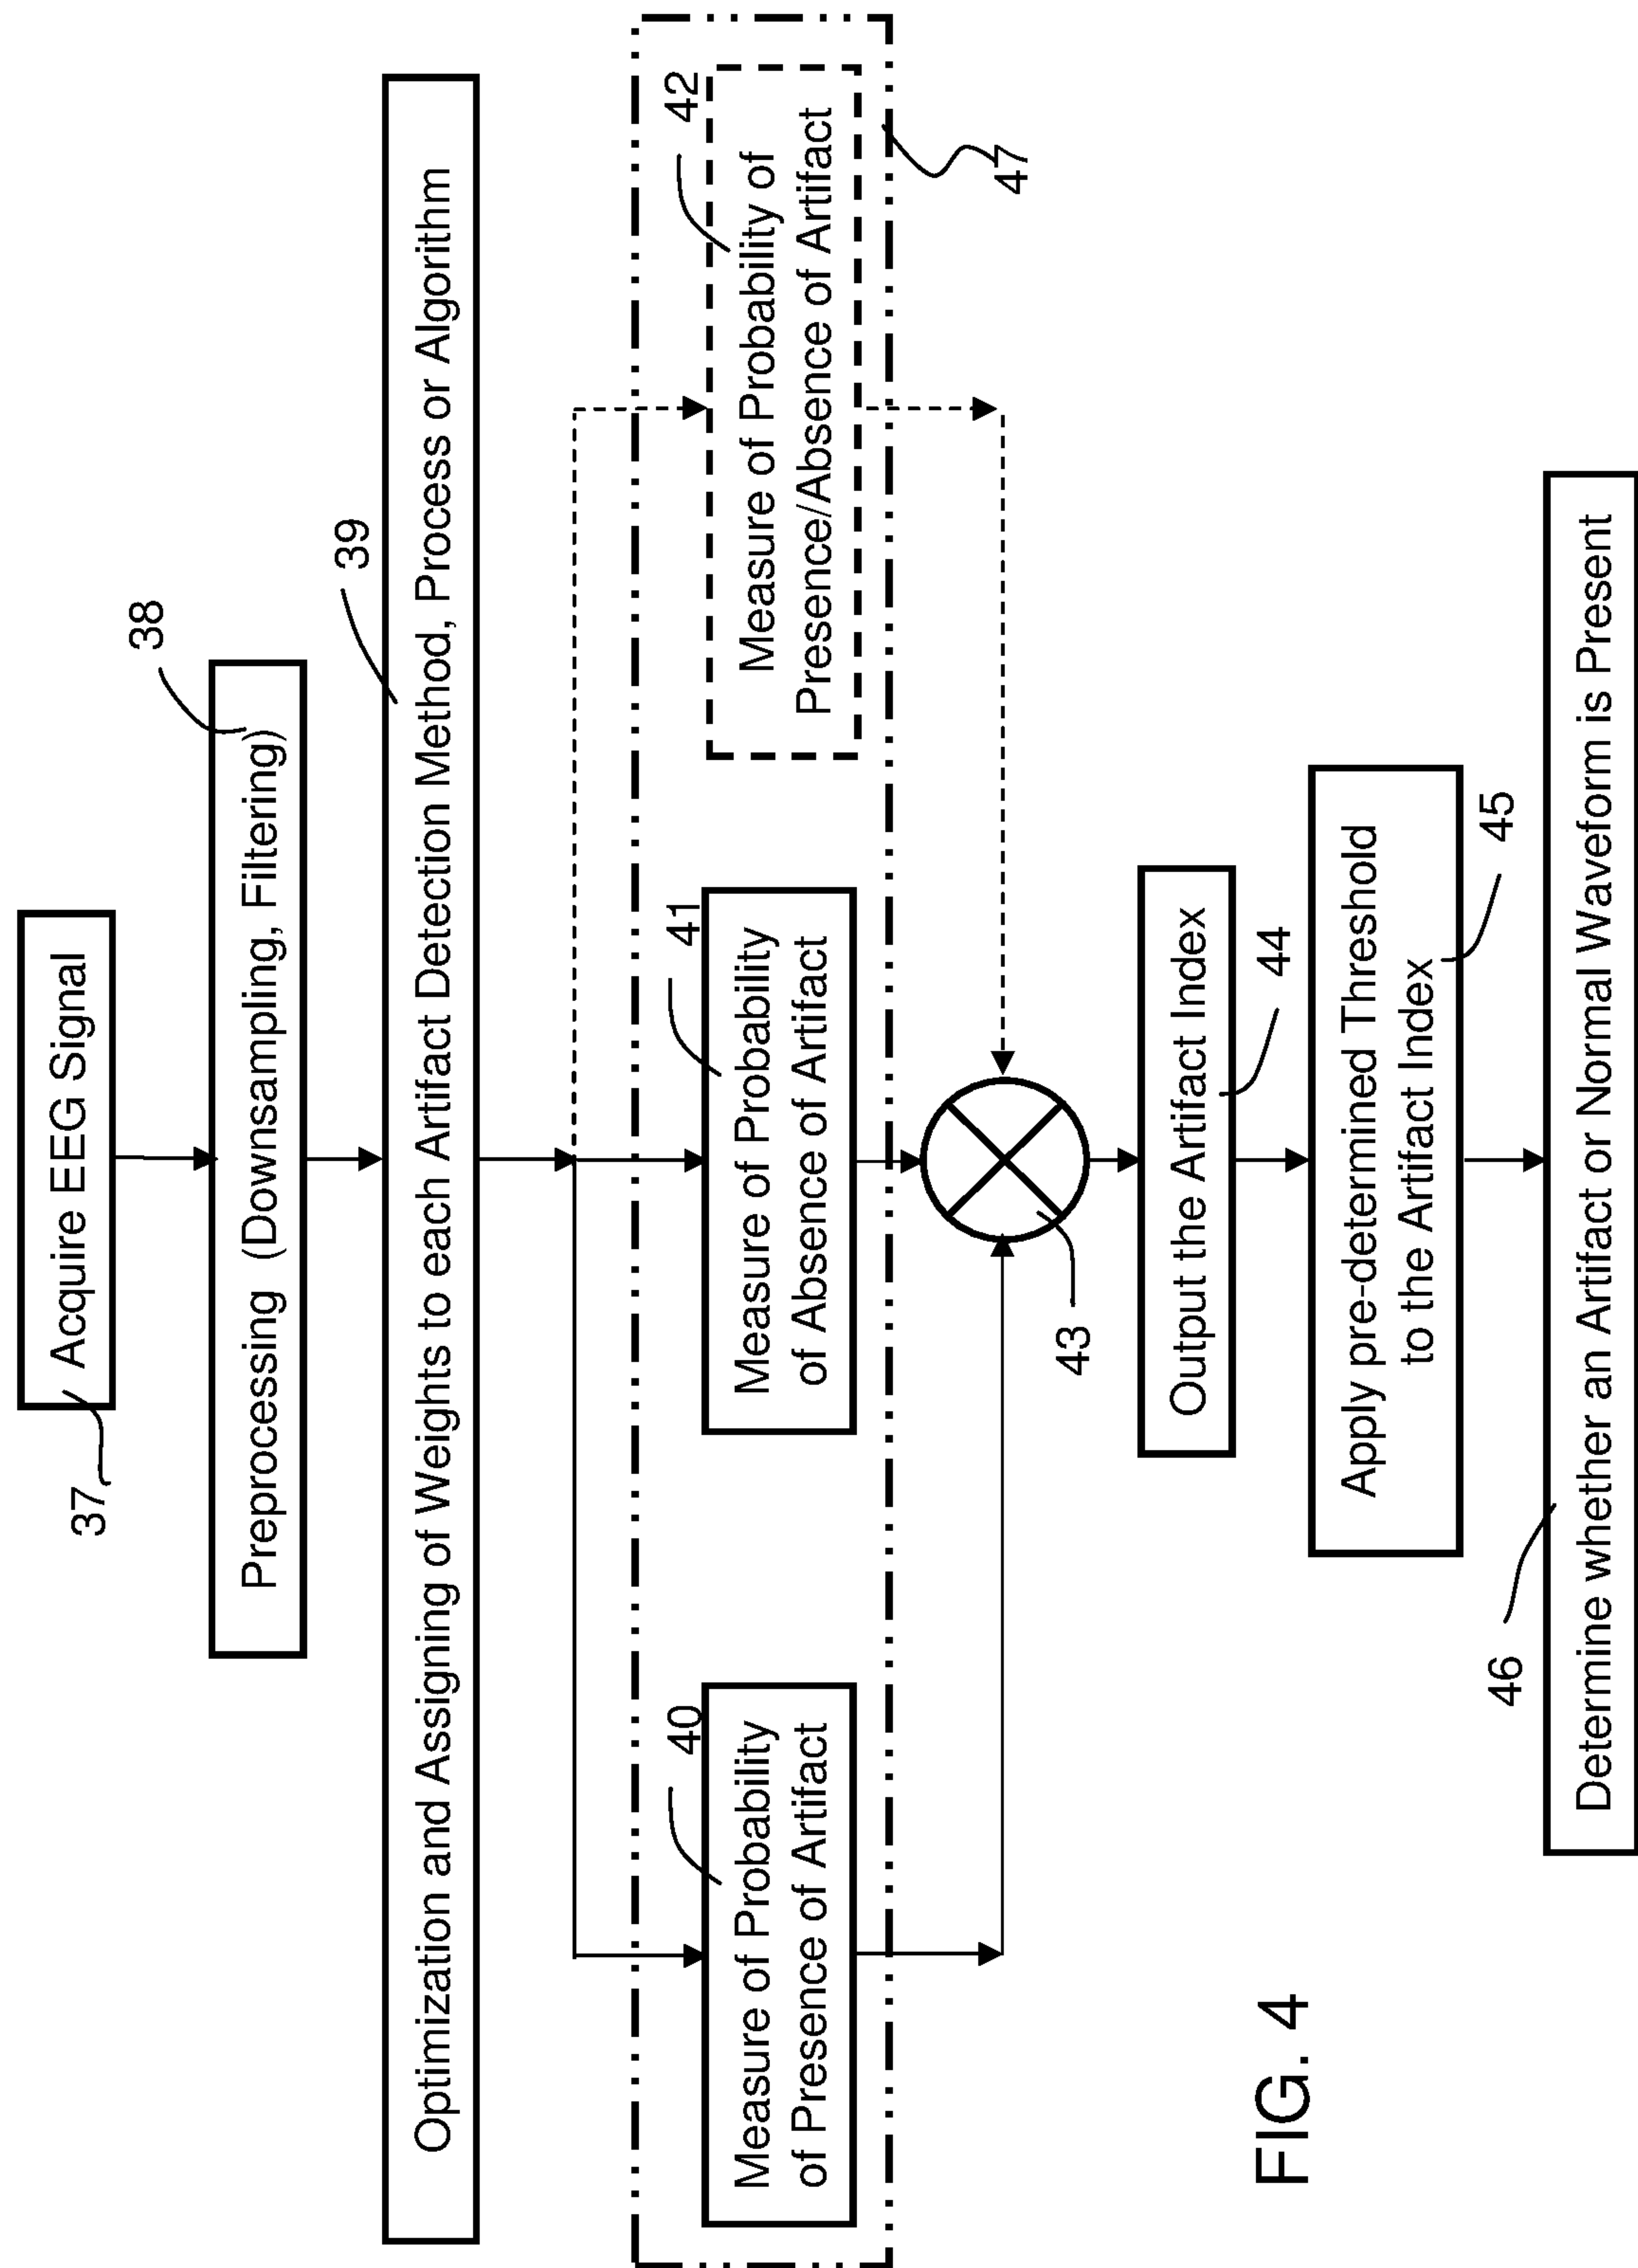 37
Acquire EEG Signal
38
Preprocessing (Downsampling, Filtering)
39
Optimization and Assigning of Weights to each Artifact Detection Method, Process or Algorithm
40
Measure of Probability
of Presence of Artifact
41
Measure of Probability
of Absence of Artifact
42
Measure of Probability of
Presence/Absence of Artifact
47
43
Output the Artifact Index
44
Apply pre-determined Threshold
to the Artifact Index
45
46
Determine whether an Artifact or Normal Waveform is Present
FIG. 4